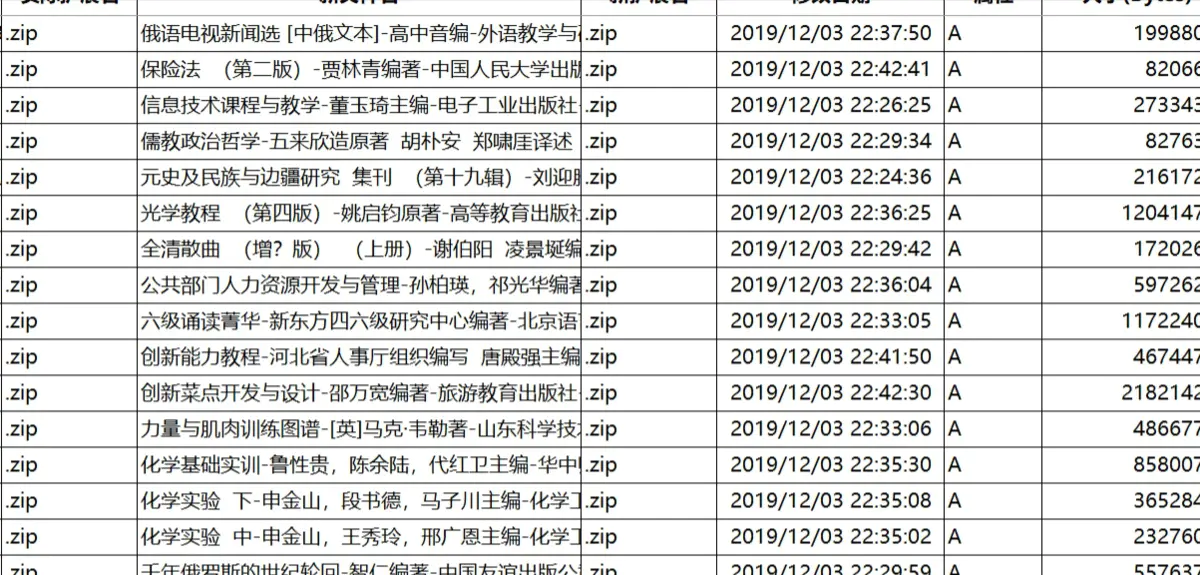 .zip 俄语电视新闻选 [中俄文本]-高中音编-外语教学与 .zip 2019/12/03 22:37:50 A 199880
.zip 保险法 （第二版）-贾林青编著-中国人民大学出版 .zip 2019/12/03 22:42:41 A 82066
.zip 信息技术课程与教学-董玉琦主编-电子工业出版社- .zip 2019/12/03 22:26:25 A 273343
.zip 儒教政治哲学-五来欣造原著 胡朴安 郑啸厓译述 .zip 2019/12/03 22:29:34 A 82763
.zip 元史及民族与边疆研究 集刊 （第十九辑）-刘迎 .zip 2019/12/03 22:24:36 A 216172
.zip 光学教程 （第四版）-姚启钧原著-高等教育出版社 .zip 2019/12/03 22:36:25 A 1204147
.zip 全清散曲 （增？版） （上册）-谢伯阳 凌景埏编 .zip 2019/12/03 22:29:42 A 172026
.zip 公共部门人力资源开发与管理-孙柏瑛，祁光华编著 .zip 2019/12/03 22:36:04 A 597262
.zip 六级诵读菁华-新东方四六级研究中心编著-北京语 .zip 2019/12/03 22:33:05 A 1172240
.zip 创新能力教程-河北省人事厅组织编写 唐殿强主编 .zip 2019/12/03 22:41:50 A 467447
.zip 创新菜点开发与设计-邵万宽编著-旅游教育出版社- .zip 2019/12/03 22:42:30 A 2182142
.zip 力量与肌肉训练图谱-[英]马克·韦勒著-山东科学技 .zip 2019/12/03 22:33:06 A 486677
.zip 化学基础实训-鲁性贵，陈余陆，代红卫主编-华中 .zip 2019/12/03 22:35:30 A 858007
.zip 化学实验 下-申金山，段书德，马子川主编-化学工 .zip 2019/12/03 22:35:08 A 365284
.zip 化学实验 中-申金山，王秀玲，邢广恩主编-化学工 .zip 2019/12/03 22:35:02 A 232760
.zip 千年俄罗斯的世纪轮回-智仁编著-中国友谊出版公 .zip 2019/12/03 22:29:59 A 557637